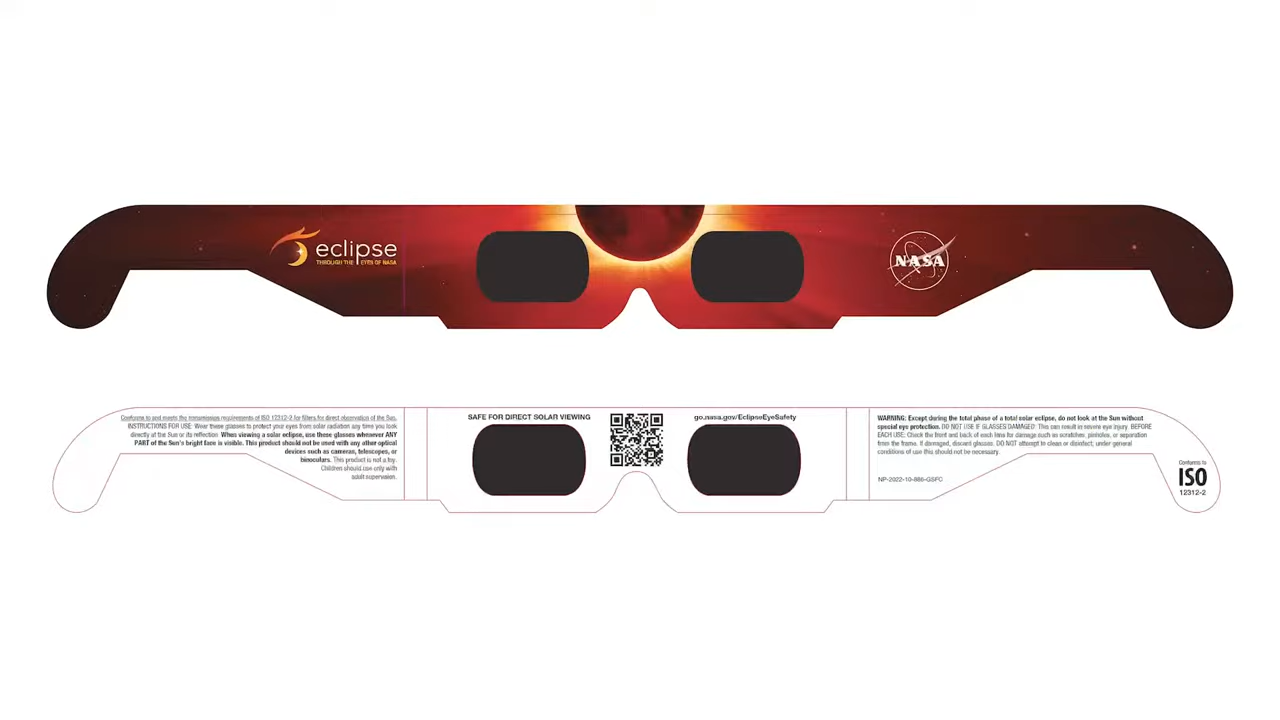 eclipse
THROUGH THE EYES OF NASA
NASA
Conforms to and meets the transmission requirements of ISO 12312-2 for filters for direct observation of the Sun.
INSTRUCTIONS FOR USE: Wear these glasses to protect your eyes from solar radiation any time you look
directly at the Sun or its reflection. When viewing a solar eclipse, use these glasses whenever ANY
PART of the Sun's bright face is visible. This product should not be used with any other optical
devices such as cameras, telescopes, or
binoculars. This product is not a toy.
Children should use only with
adult supervision.
SAFE FOR DIRECT SOLAR VIEWING
go.nasa.gov/EclipseEyeSafety
WARNING: Except during the total phase of a total solar eclipse, do not look at the Sun without
special eye protection. DO NOT USE IF GLASSES DAMAGED! This can result in severe eye injury. BEFORE
EACH USE: Check the front and back of each lens for damage such as scratches, pinholes, or separation
from the frame. If damaged, discard glasses. DO NOT attempt to clean or disinfect; under general
conditions of use this should not be necessary.
NP-2022-10-886-GSFC
Conforms to
ISO
12312-2